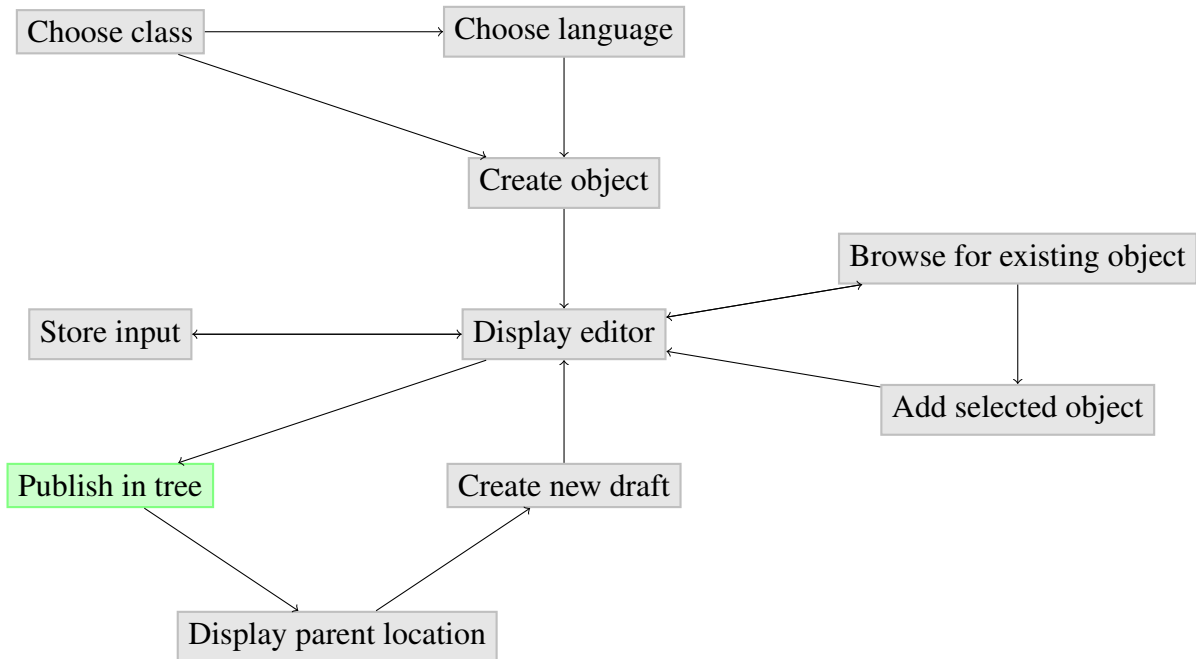 Choose class
Choose language
Create object
Browse for existing object
Store input
Display editor
Add selected object
Publish in tree
Create new draft
Display parent location